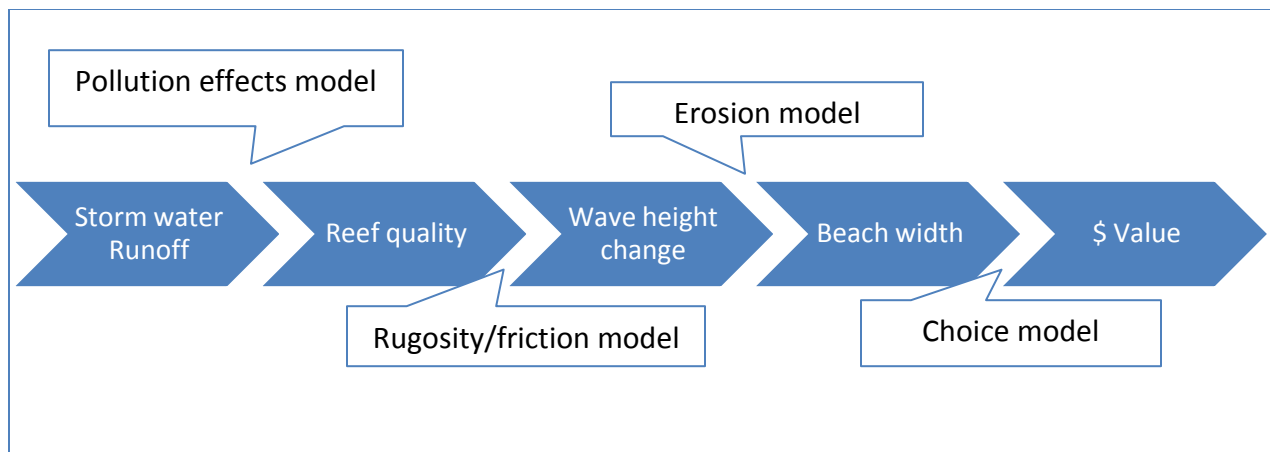 Pollution effects model
Erosion model
Storm water
Runoff
Reef quality
Wave height
change
Beach width
$ Value
Rugosity/friction model
Choice model